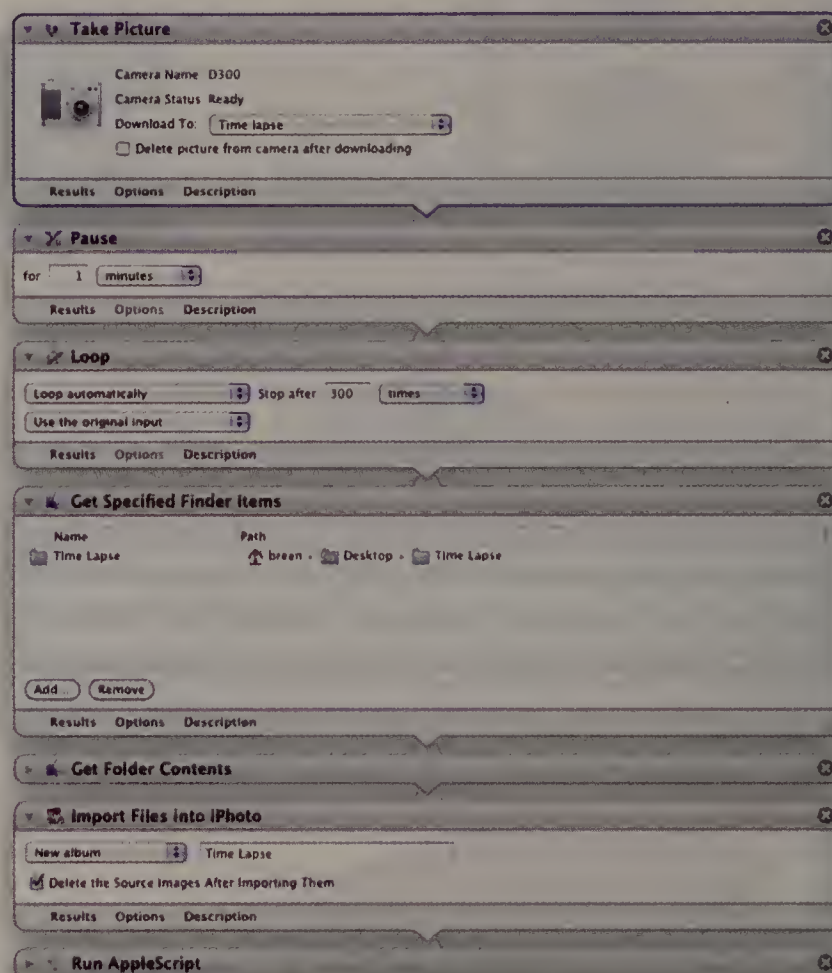 Take Picture
Camera Name D300
Camera Status Ready
Download To: Time lapse
Delete picture from camera after downloading
Results Options Description
Pause
for 1 minutes
Results Options Description
Loop
Loop automatically Stop after 300 times
Use the original input
Results Options Description
Get Specified Finder Items
Name Path
Time Lapse breen Desktop Time Lapse
Add... Remove
Results Options Description
Get Folder Contents
Import Files into iPhoto
New album Time Lapse
Delete the Source Images After Importing Them
Results Options Description
Run AppleScript